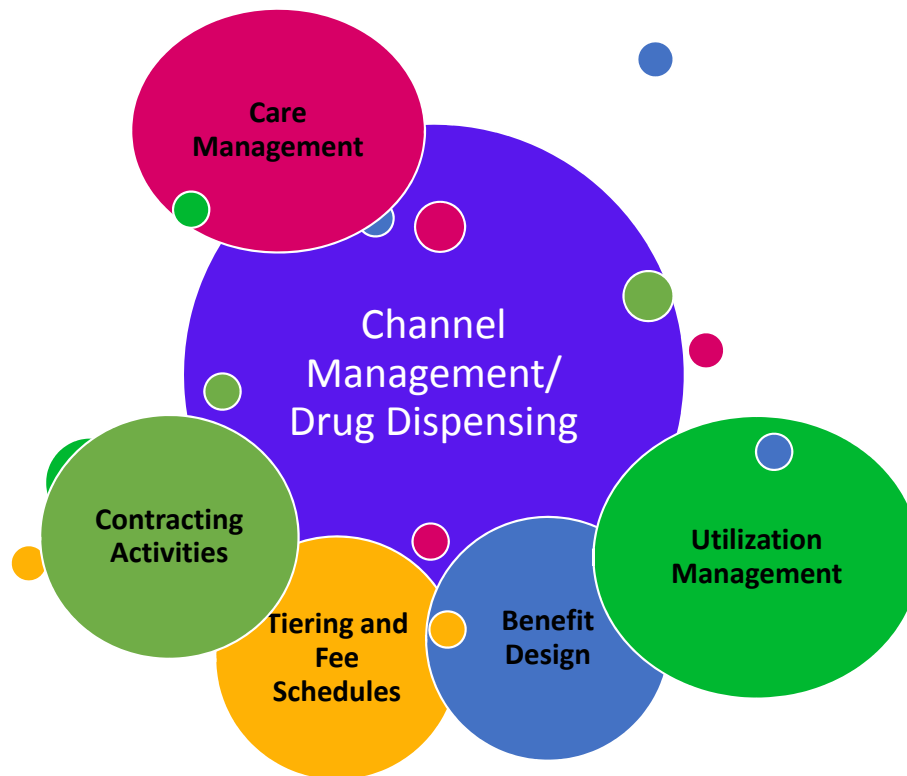 Care
Management
Channel
Management/
Drug Dispensing
Contracting
Activities
Utilization
Management
Tiering and
Fee
Schedules
Benefit
Design